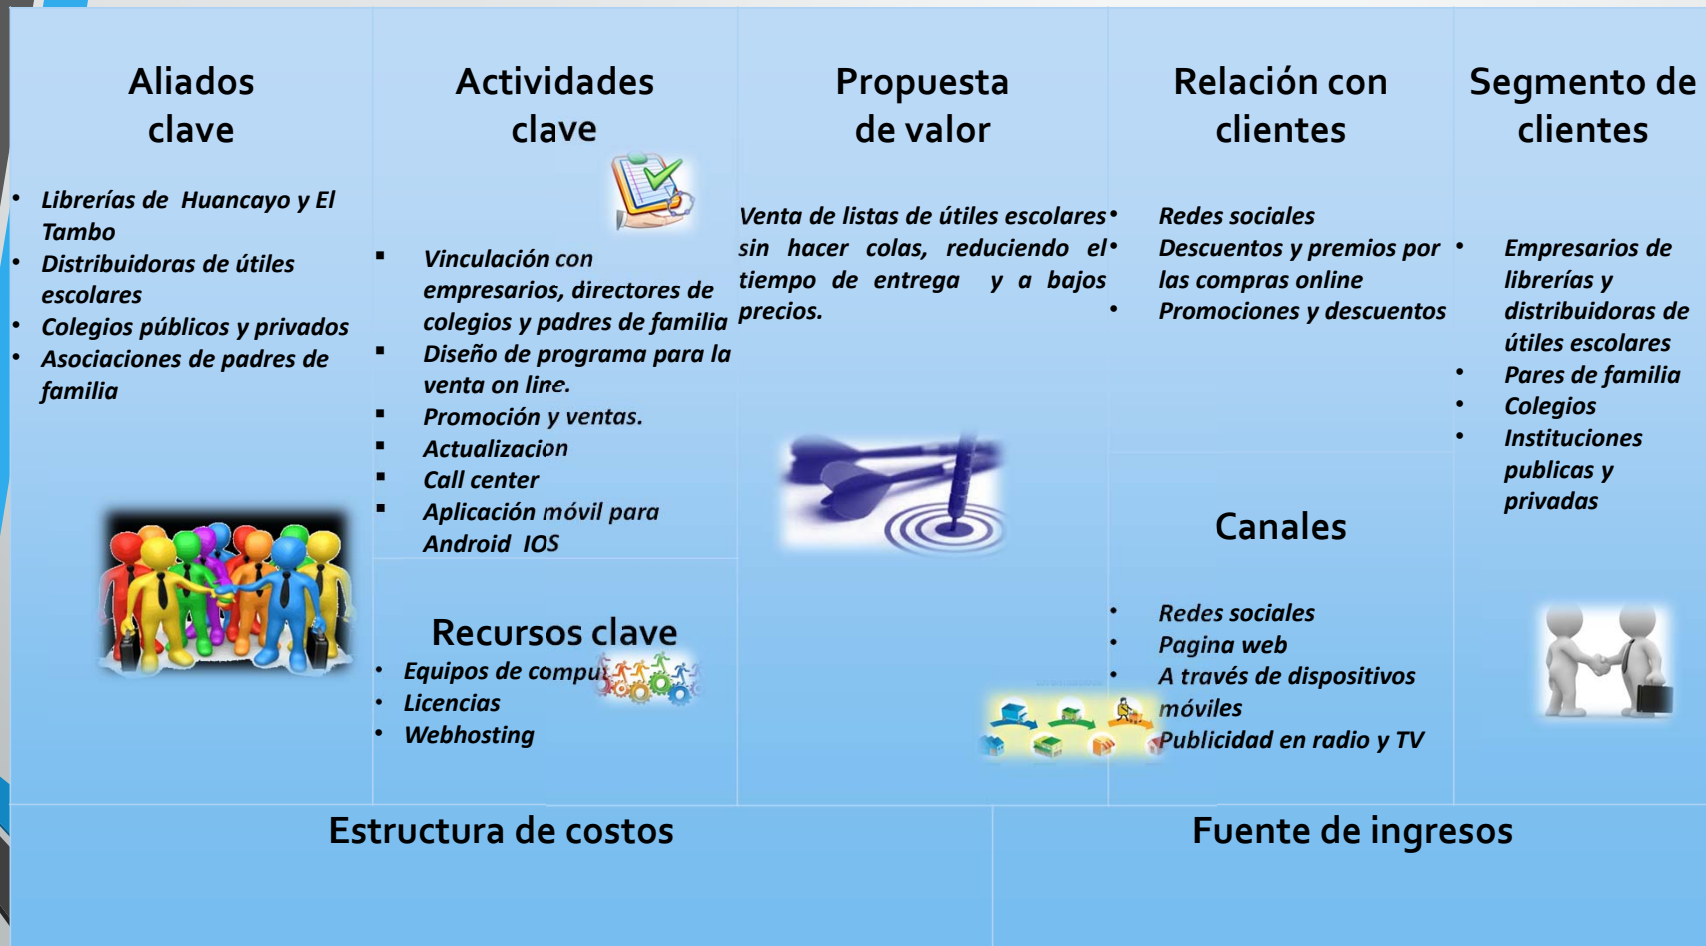 Aliados
clave
• Librerías de Huancayo y El
Tambo
• Distribuidoras de útiles
escolares
• Colegios públicos y privados
• Asociaciones de padres de
familia
Actividades
clave
▪ Vinculación con
empresarios, directores de
colegios y padres de familia
▪ Diseño de programa para la
venta on line.
▪ Promoción y ventas.
▪ Actualizacion
▪ Call center
▪ Aplicación móvil para
Android IOS
Recursos clave
• Equipos de
• Licencias
• Webhosting
Propuesta
de valor
Venta de listas de útiles escolares
sin hacer colas, reduciendo el
tiempo de entrega y a bajos
precios.
Relación con
clientes
• Redes sociales
• Descuentos y premios por
las compras online
• Promociones y descuentos
Canales
• Redes sociales
• Pagina web
• A través de dispositivos
móviles
Publicidad en radio y TV
Segmento de
clientes
• Empresarios de
librerías y
distribuidoras de
útiles escolares
• Pares de familia
• Colegios
• Instituciones
publicas y
privadas
Estructura de costos
Fuente de ingresos